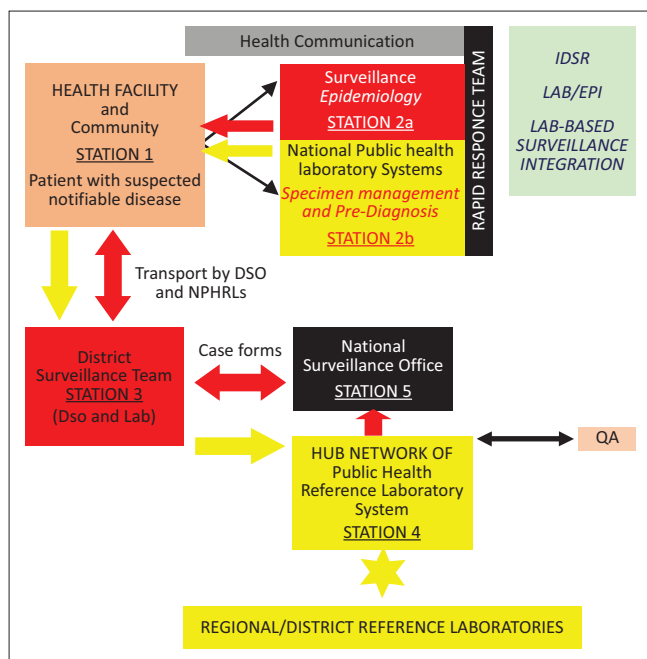 Health Communication
HEALTH FACILITY
and
Community
STATION 1
Patient with suspected
notifiable disease
Surveillance
Epidemiology
STATION 2a
National Public health
laboratory Systems
Specimen management
and Pre-Diagnosis
STATION 2b
RAPID RESPONCE TEAM
IDSR
LAB/EPI
LAB-BASED
SURVEILLANCE
INTEGRATION
Transport by DSO
and NPHRLs
District
Surveillance Team
STATION 3
(Dso and Lab)
Case forms
National
Surveillance Office
STATION 5
HUB NETWORK OF
Public Health
Reference Laboratory
System
STATION 4
QA
REGIONAL/DISTRICT REFERENCE LABORATORIES